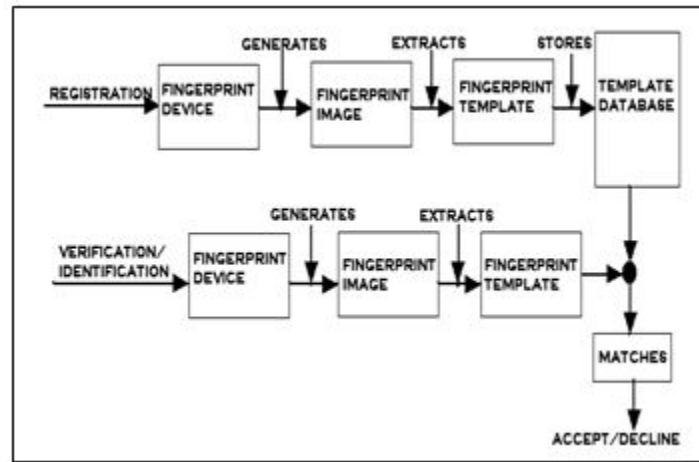 GENERATES
EXTRACTS
STORES
REGISTRATION
FINGERPRINT
DEVICE
FINGERPRINT
IMAGE
FINGERPRINT
TEMPLATE
TEMPLATE
DATABASE
GENERATES
EXTRACTS
VERIFICATION/
IDENTIFICATION
FINGERPRINT
DEVICE
FINGERPRINT
IMAGE
FINGERPRINT
TEMPLATE
MATCHES
ACCEPT/DECLINE